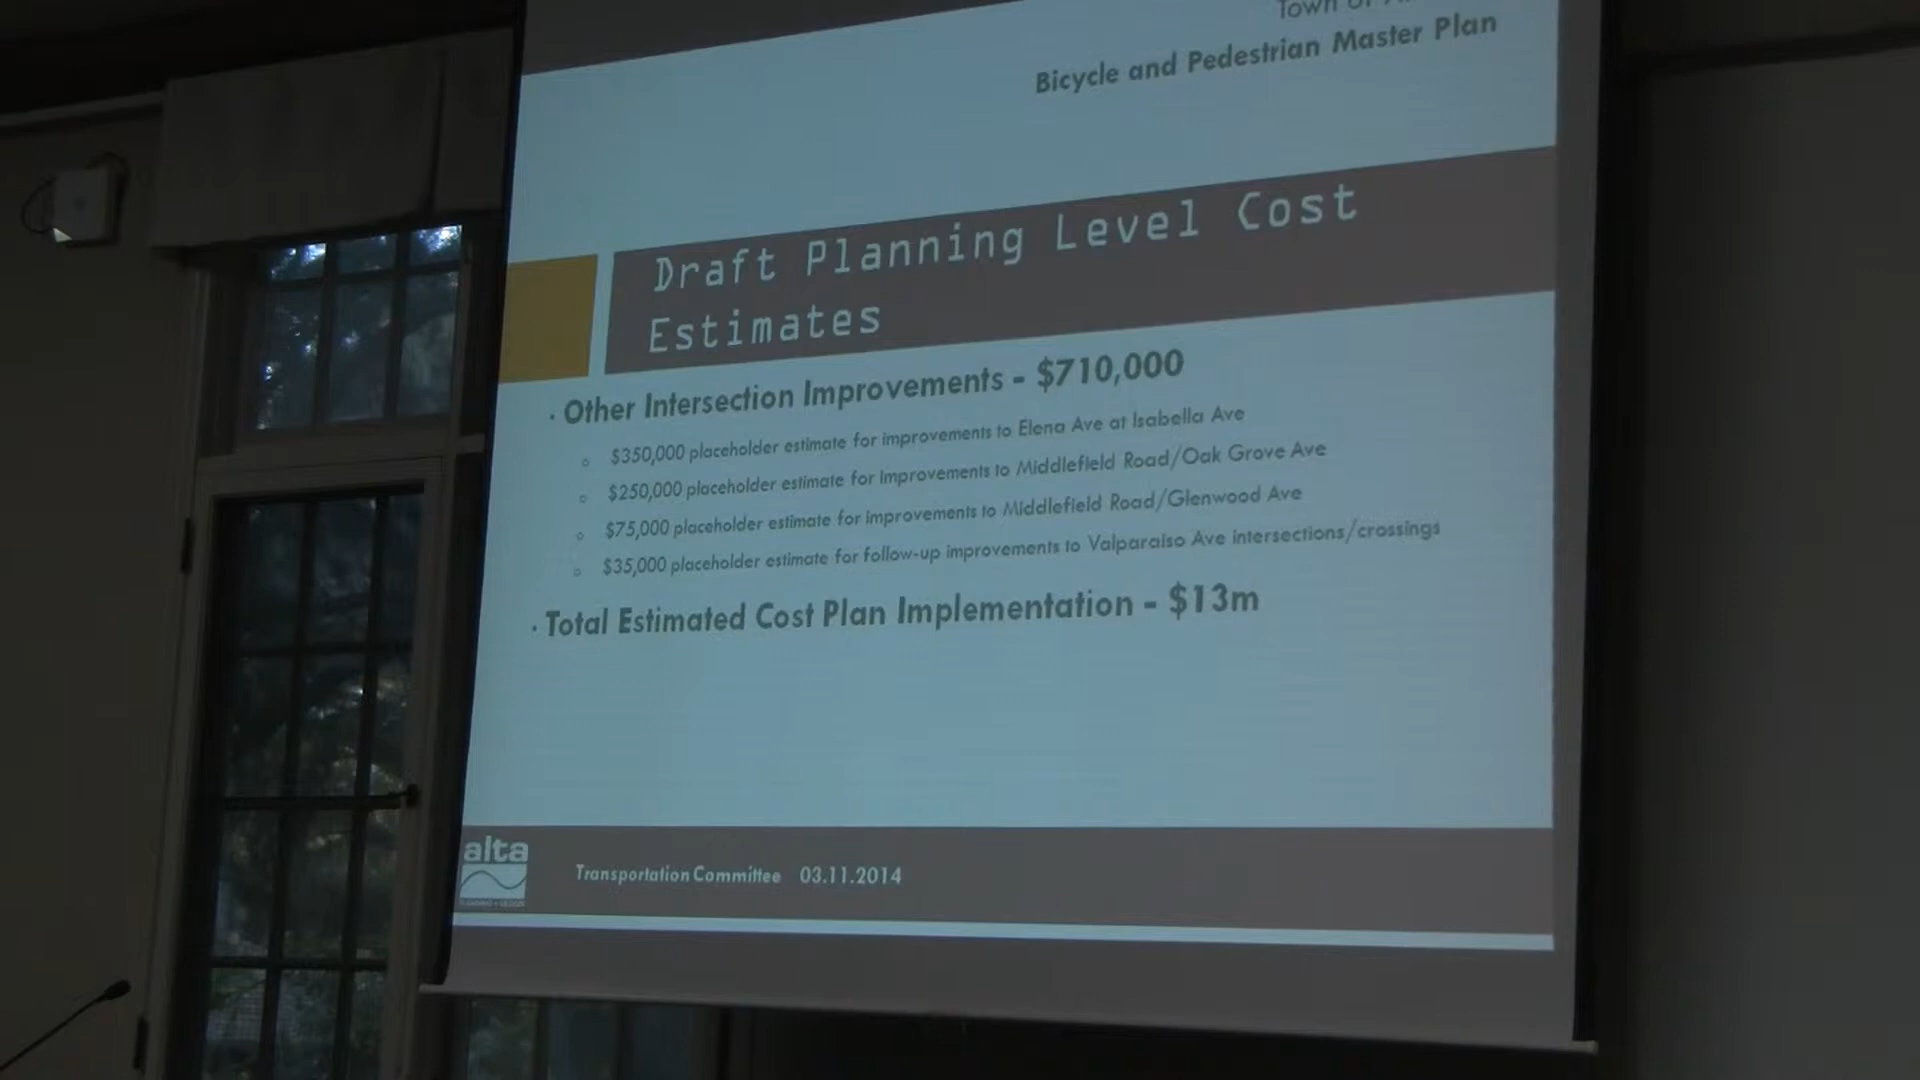 Town of
Bicycle and Pedestrian Master Plan
Draft Planning Level Cost
Estimates
· Other Intersection Improvements - $710,000
o $350,000 placeholder estimate for improvements to Elena Ave at Isabella Ave
o $250,000 placeholder estimate for improvements to Middlefield Road/Oak Grove Ave
o $75,000 placeholder estimate for improvements to Middlefield Road/Glenwood Ave
o $35,000 placeholder estimate for follow-up improvements to Valparaiso Ave intersections/crossings
· Total Estimated Cost Plan Implementation - $13m
alta
Transportation Committee 03.11.2014